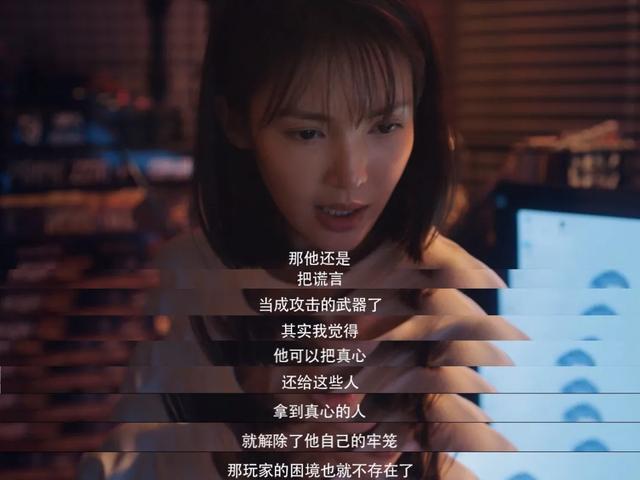 那他还是
把谎言
当成攻击的武器了
其实我觉得
他可以把真心
还给这些人
拿到真心的人
就解除了他自己的牢笼
那玩家的困境也就不存在了